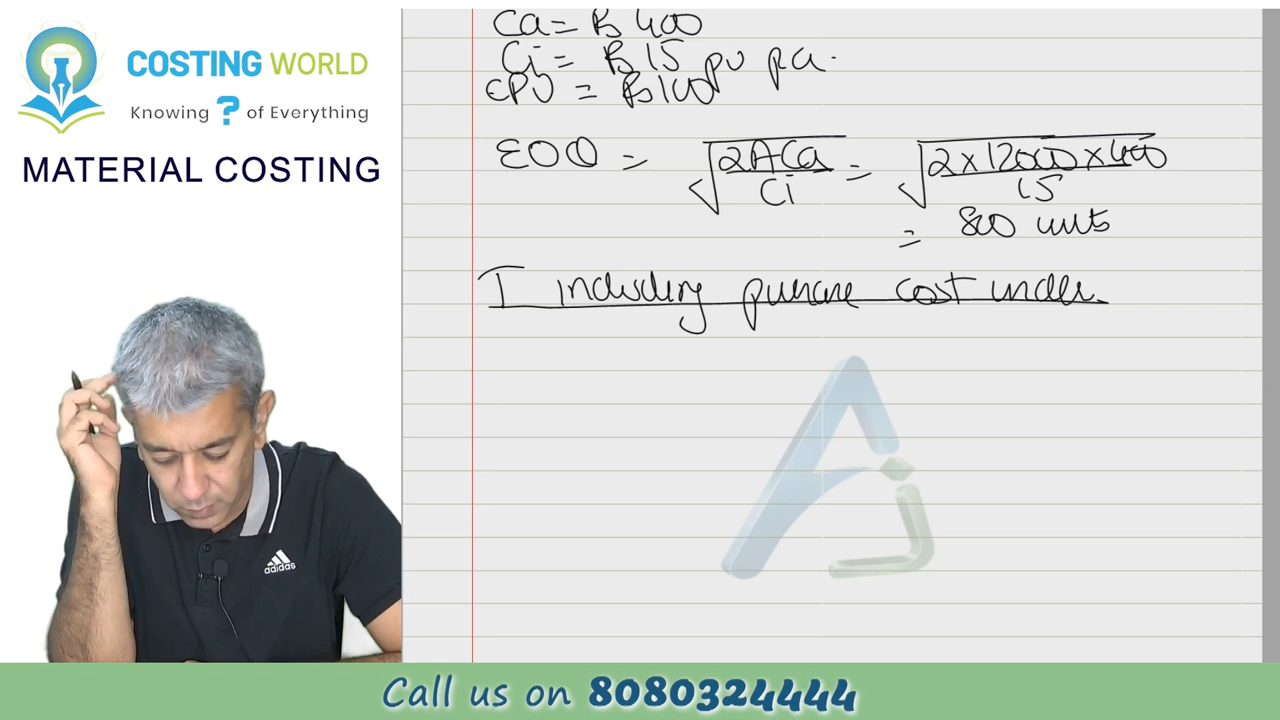 COSTING WORLD
Knowing ? of Everything
MATERIAL COSTING
Ca = Rs 400
Ci = Rs 15 pu pa.
CPU = Rs 100
EOQ = √2ACa/Ci = √2×12000×400/15
= 800 units
T including cost under.
adidas
Call us on 8080324444